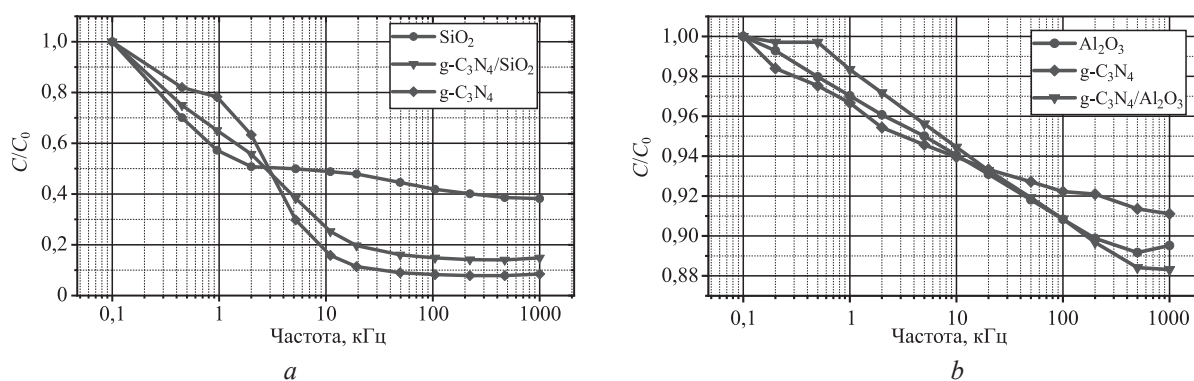 1,0
0,8
0,6
0,4
0,2
0
C/C₀
SiO₂
g-C₃N₄/SiO₂
g-C₃N₄
0,1 1 10 100 1000
Частота, кГц
a
1,00
0,98
0,96
0,94
0,92
0,90
0,88
C/C₀
Al₂O₃
g-C₃N₄
g-C₃N₄/Al₂O₃
0,1 1 10 100 1000
Частота, кГц
b